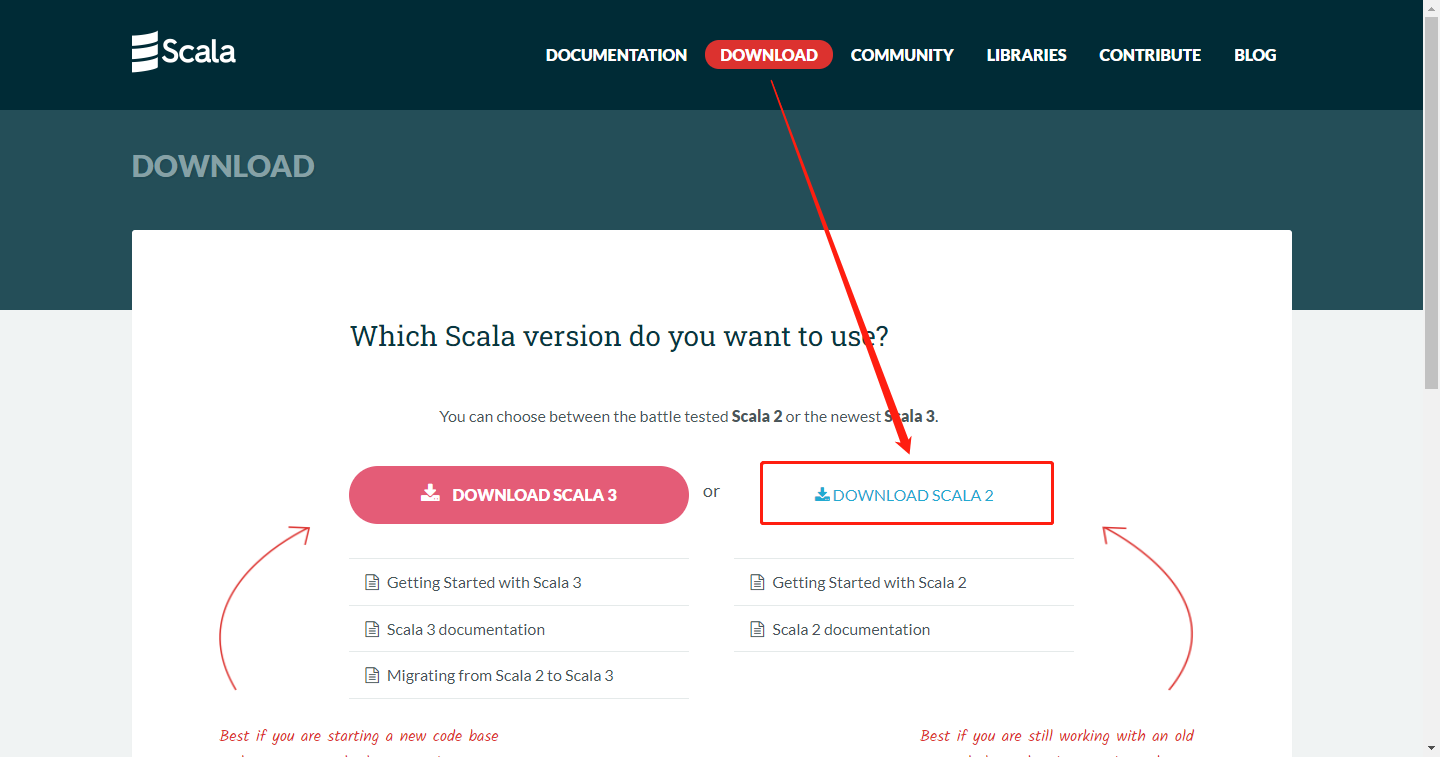 Scala
DOCUMENTATION DOWNLOAD COMMUNITY LIBRARIES CONTRIBUTE BLOG
DOWNLOAD
Which Scala version do you want to use?
You can choose between the battle tested Scala 2 or the newest Scala 3.
DOWNLOAD SCALA 3 or DOWNLOAD SCALA 2
Getting Started with Scala 3
Scala 3 documentation
Migrating from Scala 2 to Scala 3
Getting Started with Scala 2
Scala 2 documentation
Best if you are starting a new code base
Best if you are still working with an old